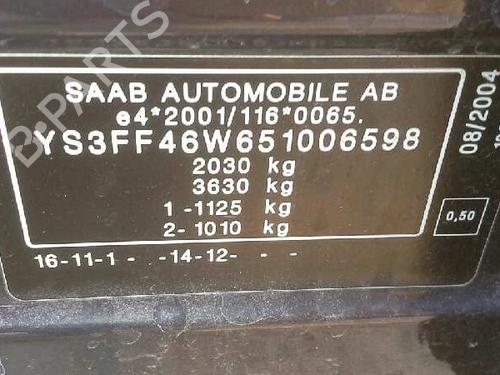 B-PARTS
SAAB AUTOMOBILE AB
e4*2001/116*0065.
YS3FF46W651006598
2030 kg
3630 kg
1 -1125 kg
2- 1010 kg
16-11-1 - -14-12- - -
08/2004
0,50